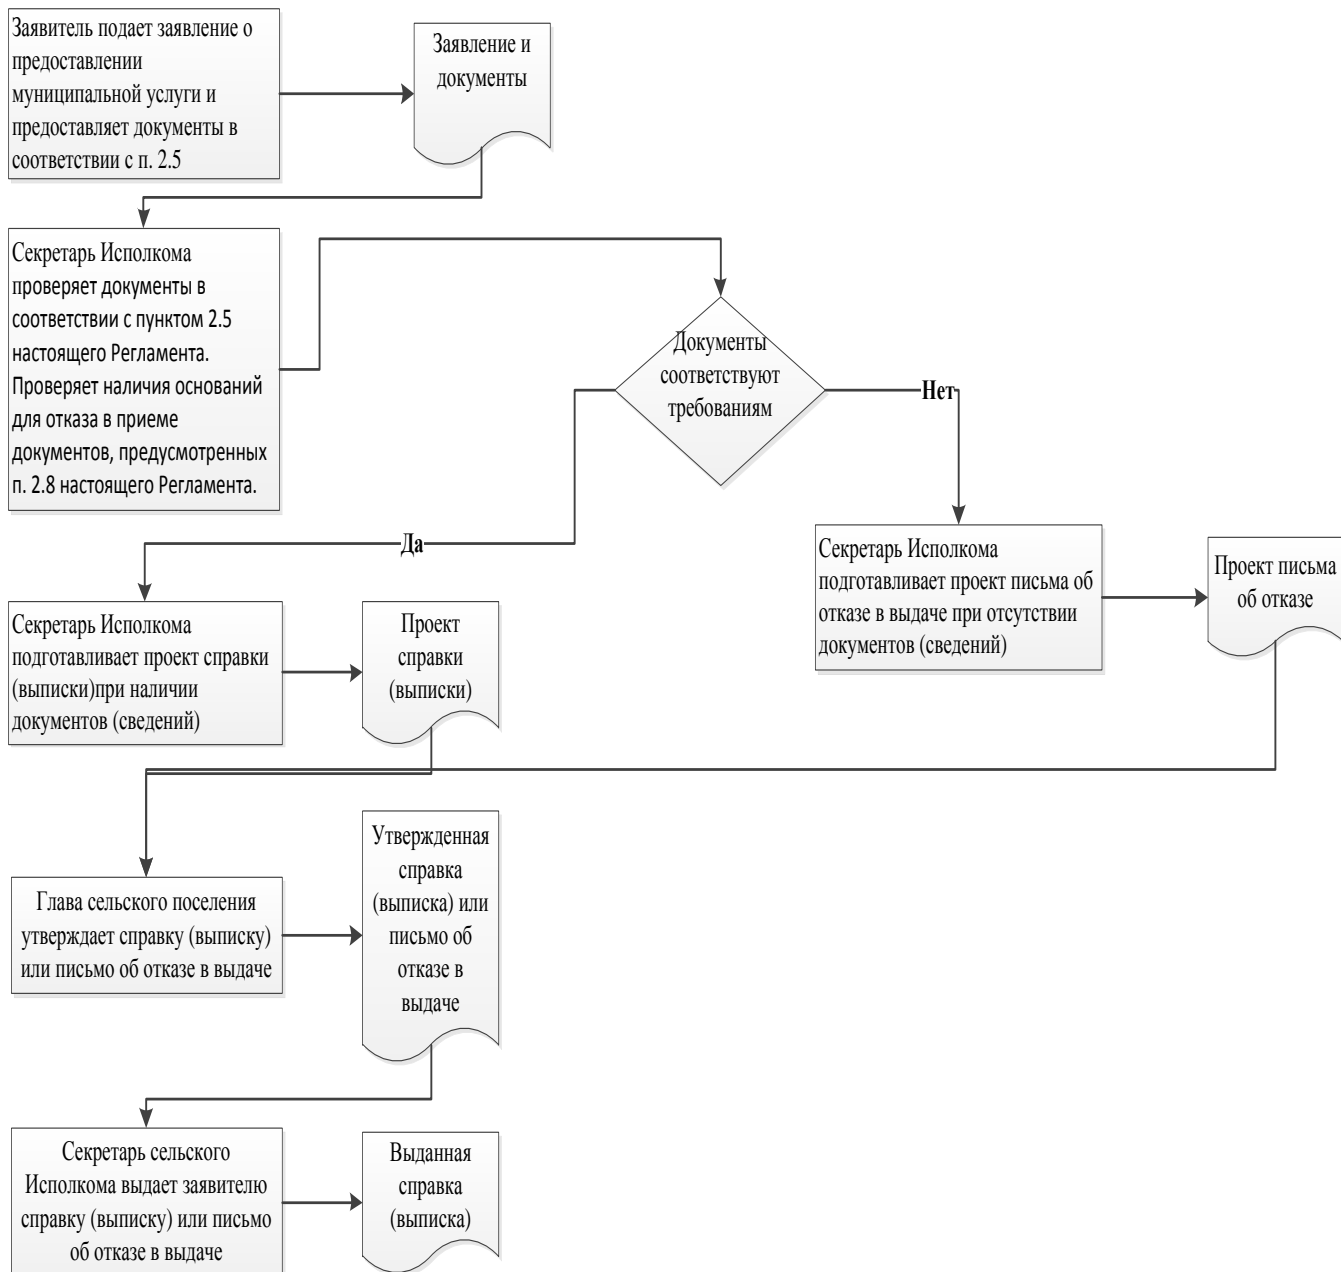 Заявитель подает заявление о
предоставлении
муниципальной услуги и
предоставляет документы в
соответствии с п. 2.5
Заявление и
документы
Секретарь Исполкома
проверяет документы в
соответствии с пунктом 2.5
настоящего Регламента.
Проверяет наличия оснований
для отказа в приеме
документов, предусмотренных
п. 2.8 настоящего Регламента.
Документы
соответствуют
требованиям
Нет
Да
Секретарь Исполкома
подготавливает проект письма об
отказе в выдаче при отсутствии
документов (сведений)
Проект письма
об отказе
Секретарь Исполкома
подготавливает проект справки
(выписки)при наличии
документов (сведений)
Проект
справки
(выписки)
Глава сельского поселения
утверждает справку (выписку)
или письмо об отказе в выдаче
Утвержденная
справка
(выписка) или
письмо об
отказе в
выдаче
Секретарь сельского
Исполкома выдает заявителю
справку (выписку) или письмо
об отказе в выдаче
Выданная
справка
(выписка)